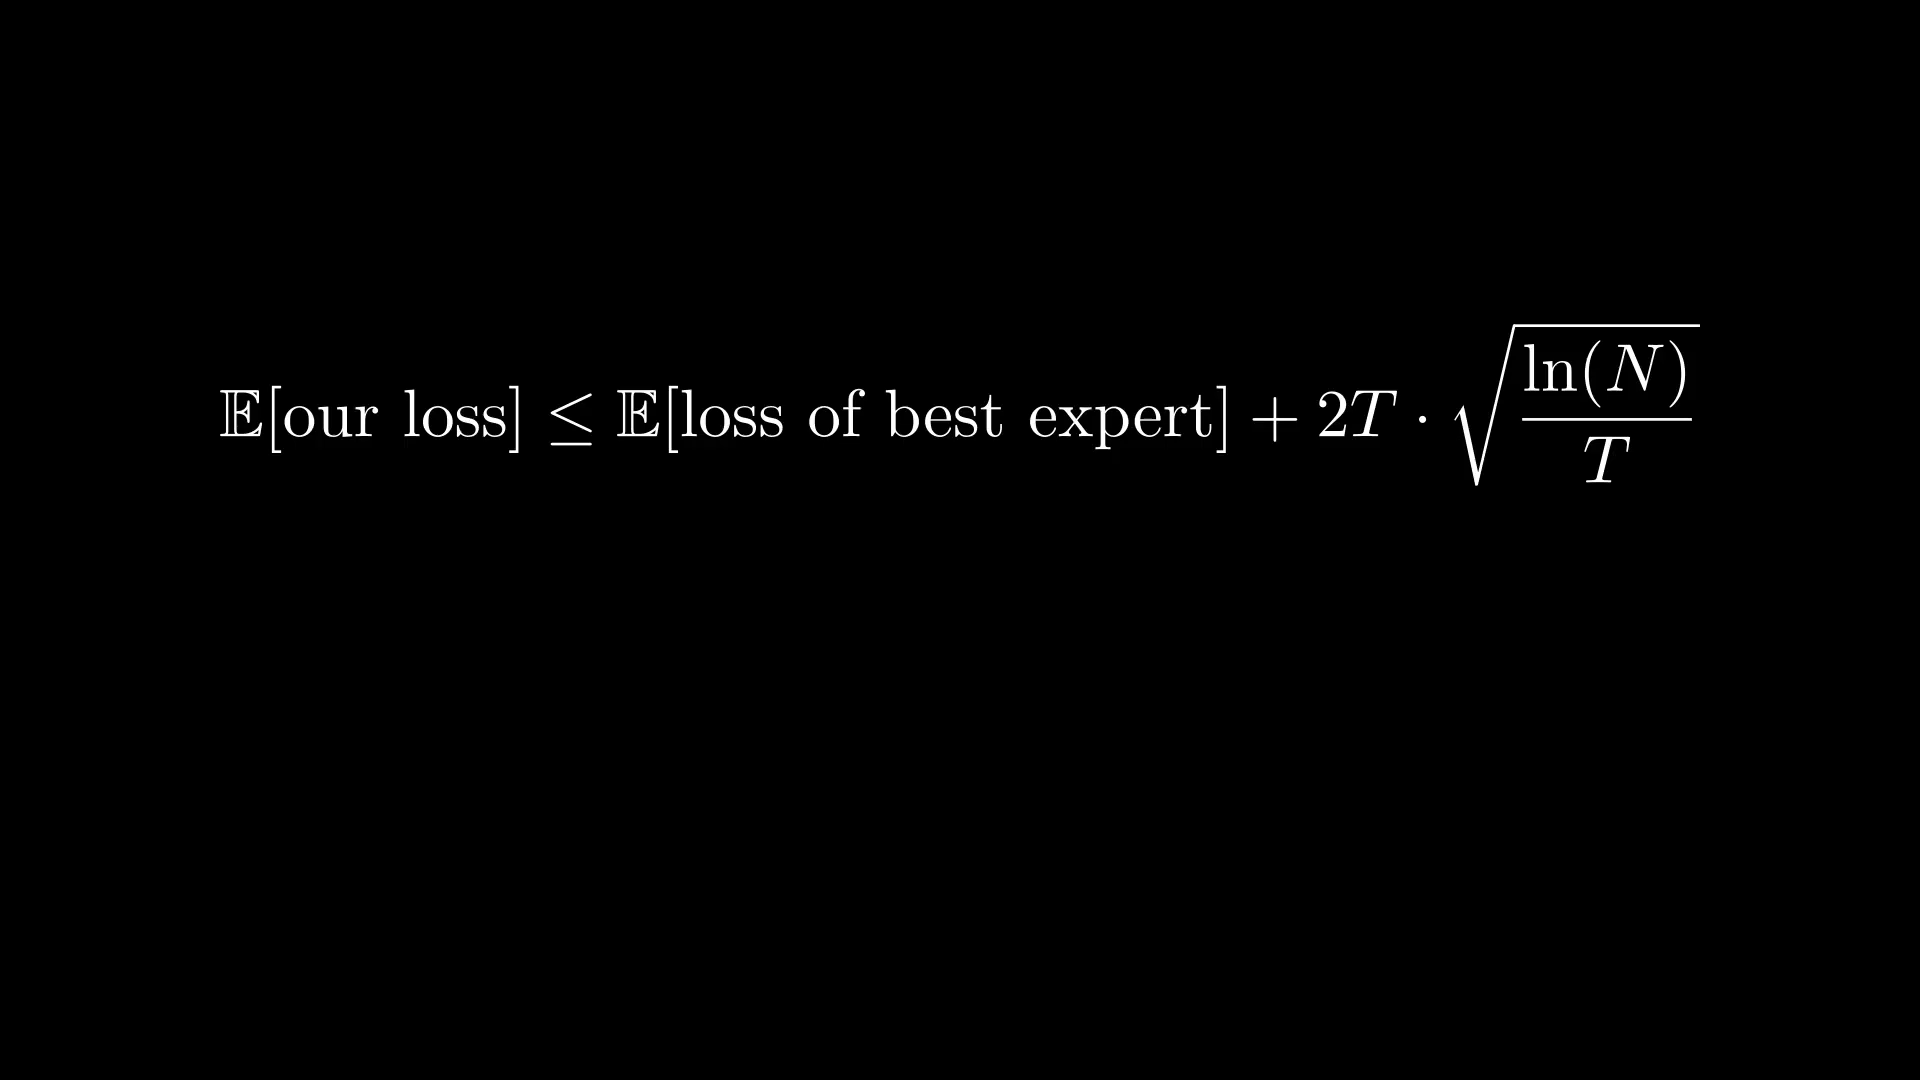 𝔼[our loss] ≤ 𝔼[loss of best expert] + 2T · √(ln(N)/T)